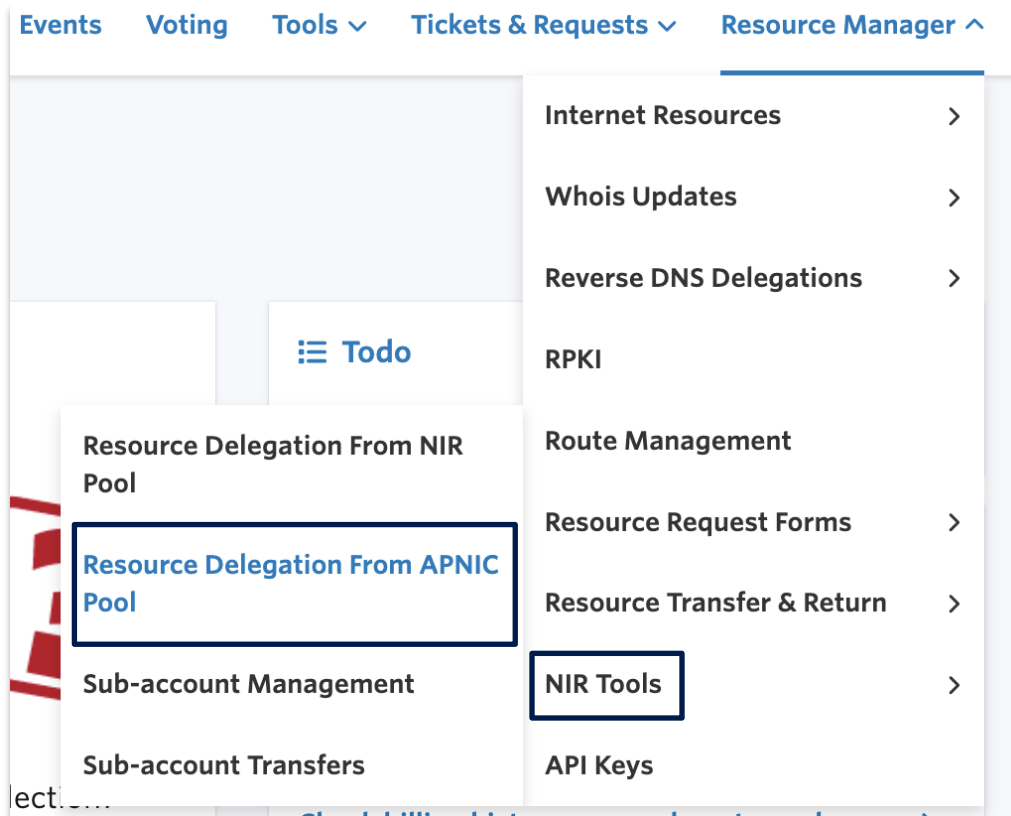 Events Voting Tools Tickets & Requests Resource Manager
Internet Resources
Whois Updates
Reverse DNS Delegations
Todo
RPKI
Resource Delegation From NIR
Pool
Route Management
Resource Delegation From APNIC
Pool
Resource Request Forms
Resource Transfer & Return
Sub-account Management
NIR Tools
Sub-account Transfers
API Keys